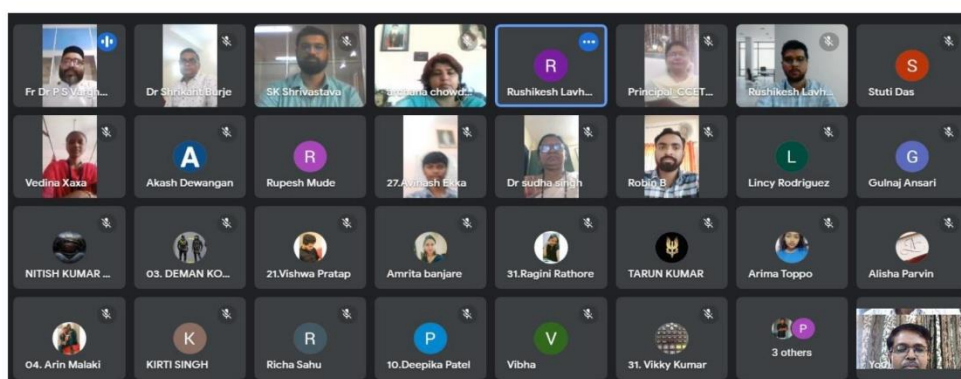 Fr Dr P S Varg...
Dr Shrikant Burje
SK Shrivastava
chowd...
R
Rushikesh Lavh...
Principal CCET...
Rushikesh Lavh...
S
Stuti Das
Vedina Xaxa
A
Akash Dewangan
R
Rupesh Mude
27.Avinash Ekka
Dr sudha singh
Robin B
L
Lincy Rodriguez
G
Gulnaj Ansari
NITISH KUMAR ...
03. DEMAN KO...
21.Vishwa Pratap
Amrita banjare
31.Ragini Rathore
TARUN KUMAR
Arima Toppo
Alisha Parvin
04. Arin Malaki
K
KIRTI SINGH
R
Richa Sahu
P
10.Deepika Patel
V
Vibha
31. Vikky Kumar
P
3 others
You